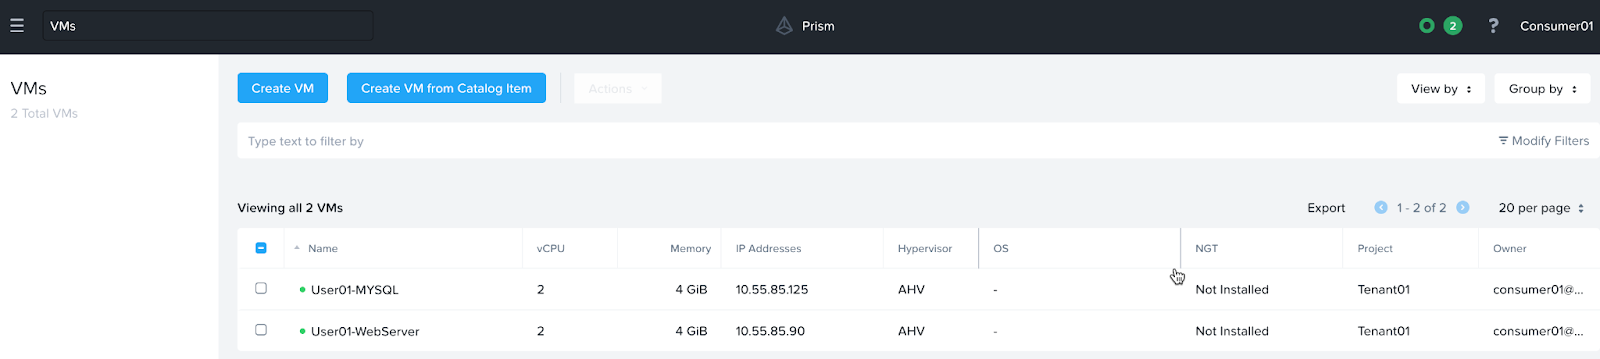 VMs
Prism
2
?
Consumer01
VMs
2 Total VMs
Create VM
Create VM from Catalog Item
Actions
View by
Group by
Type text to filter by
Modify Filters
Viewing all 2 VMs
Export
1 - 2 of 2
20 per page
Name vCPU Memory IP Addresses Hypervisor OS NGT Project Owner
User01-MYSQL 2 4 GiB 10.55.85.125 AHV - Not Installed Tenant01 consumer01@...
User01-WebServer 2 4 GiB 10.55.85.90 AHV - Not Installed Tenant01 consumer01@...